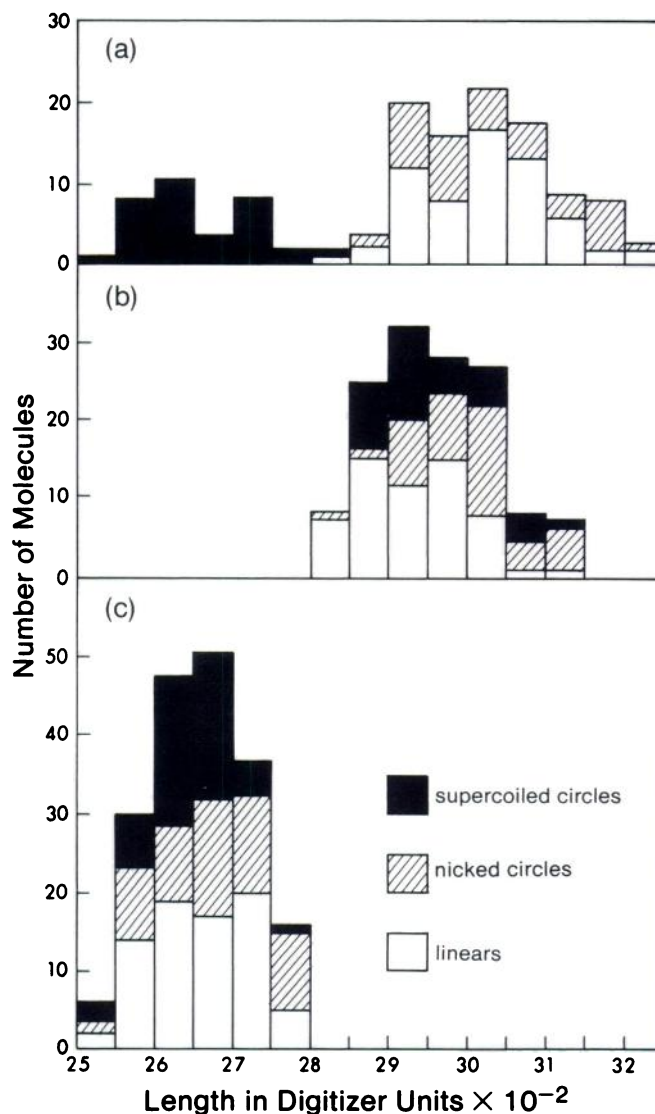 30
(a)
20
10
0
(b)
30
20
10
0
(c)
50
40
30
20
10
0
Number of Molecules
supercoiled circles
nicked circles
linears
25 26 27 28 29 30 31 32
Length in Digitizer Units × 10⁻²